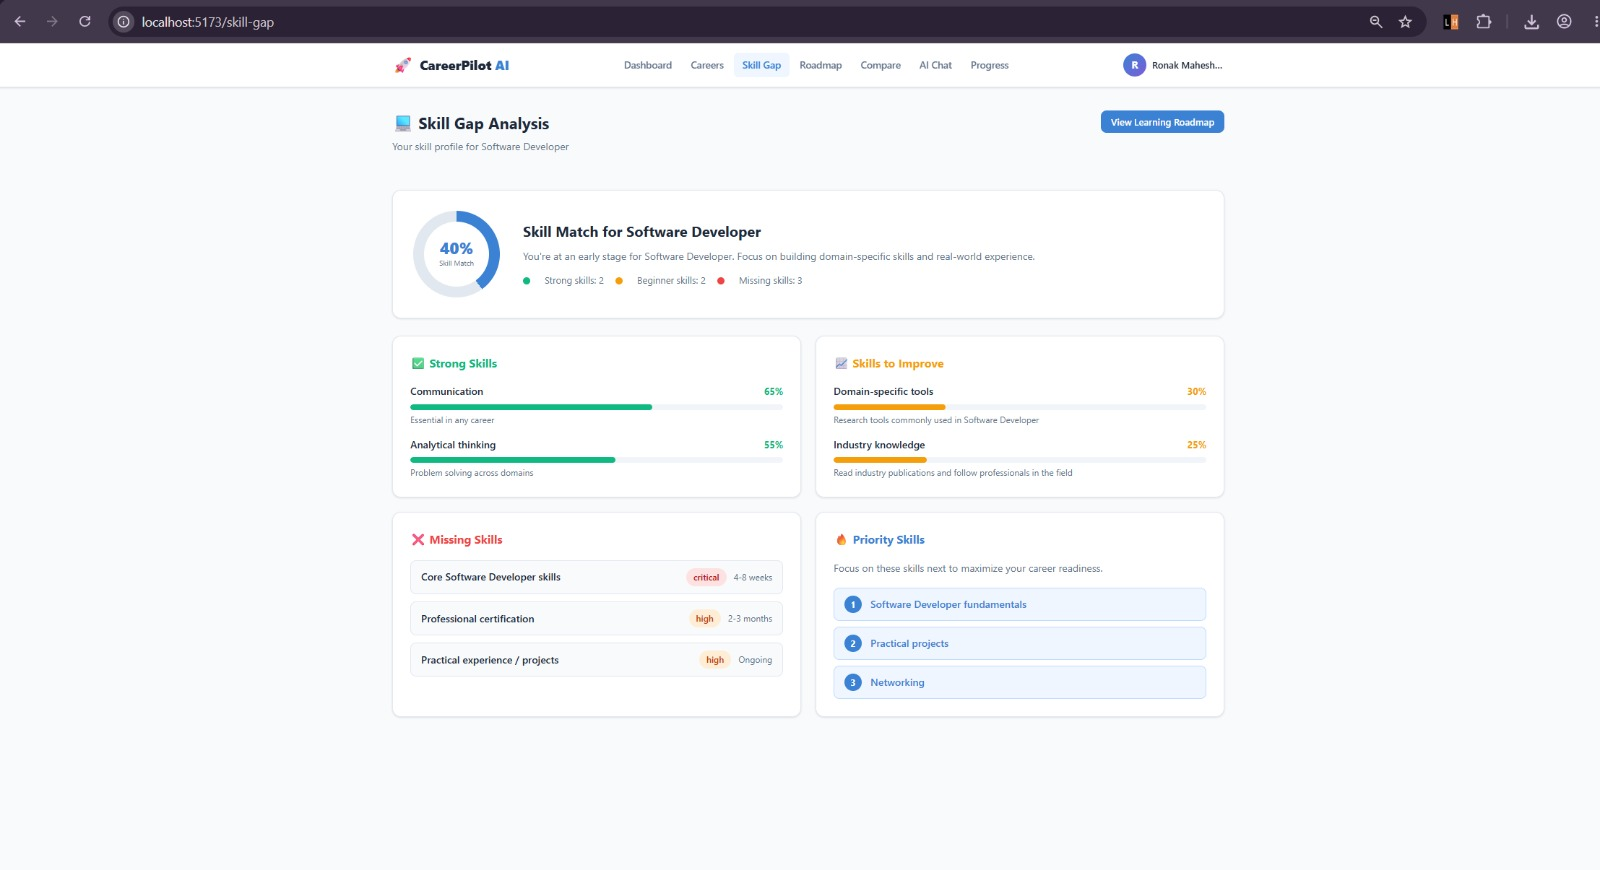 localhost:5173/skill-gap
CareerPilot AI
Dashboard Careers Skill Gap Roadmap Compare AI Chat Progress
R Ronak Mahesh...
Skill Gap Analysis
View Learning Roadmap
Your skill profile for Software Developer
40%
Skill Match
Skill Match for Software Developer
You're at an early stage for Software Developer. Focus on building domain-specific skills and real-world experience.
Strong skills: 2 Beginner skills: 2 Missing skills: 3
Strong Skills
Communication 65%
Essential in any career
Analytical thinking 55%
Problem solving across domains
Skills to Improve
Domain-specific tools 30%
Research tools commonly used in Software Developer
Industry knowledge 25%
Read industry publications and follow professionals in the field
Missing Skills
Core Software Developer skills critical 4-8 weeks
Professional certification high 2-3 months
Practical experience / projects high Ongoing
Priority Skills
Focus on these skills next to maximize your career readiness.
1 Software Developer fundamentals
2 Practical projects
3 Networking